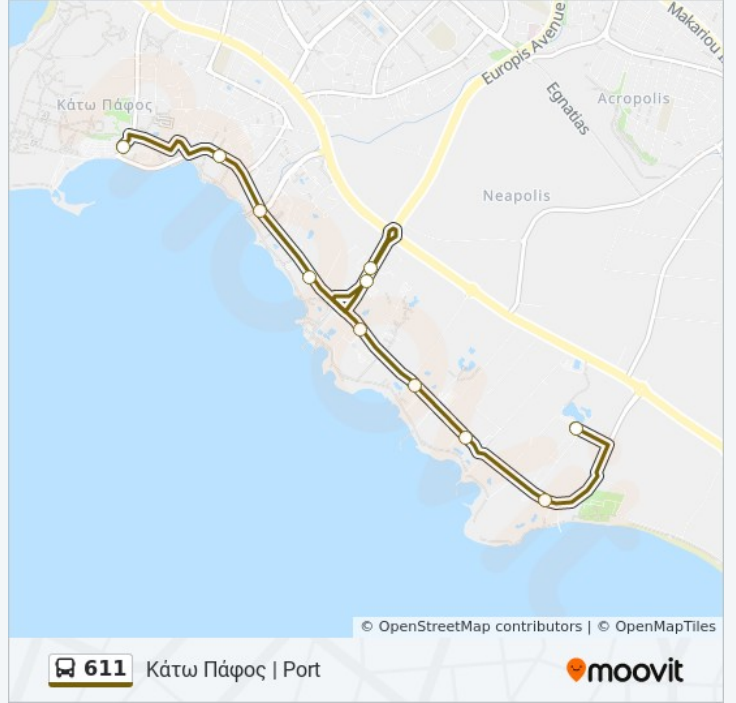 Makariou
Europis Avenue
Egnatias
Acropolis
Κάτω Πάφος
Neapolis
© OpenStreetMap contributors | © OpenMapTiles
611 Κάτω Πάφος | Port
moovit